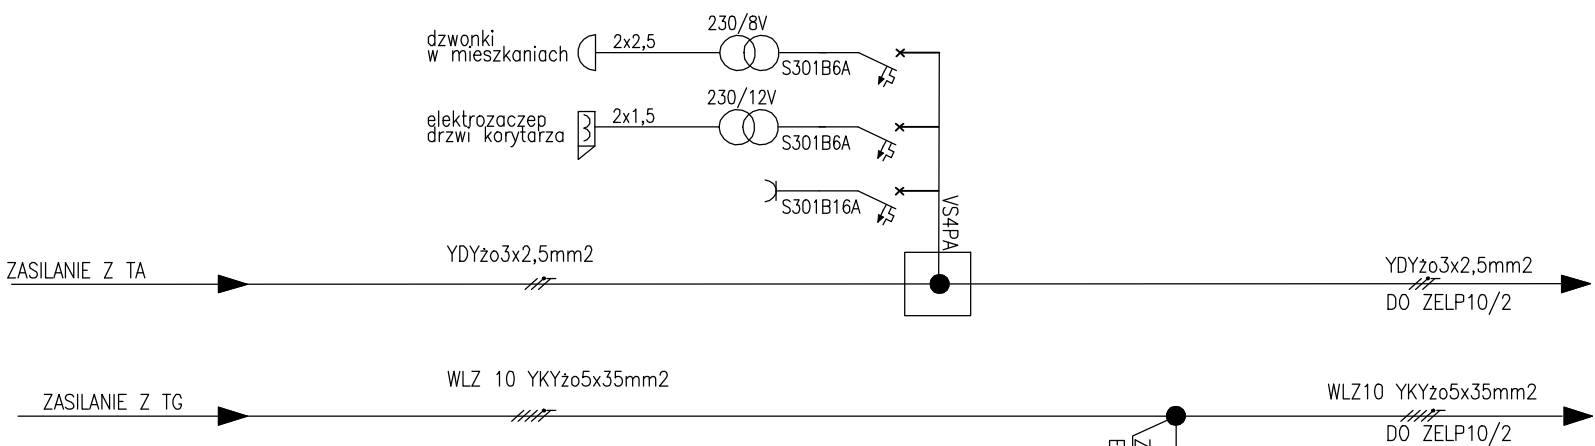 230/8V
dzwonki
w mieszkaniach
2x2,5
S301B6A
230/12V
elektrozaczep
drzwi korytarza
2x1,5
S301B6A
S301B16A
VS4PA
ZASILANIE Z TA
YDYżo3x2,5mm2
YDYżo3x2,5mm2
DO ZELP10/2
ZASILANIE Z TG
WLZ 10 YKYżo5x35mm2
WLZ10 YKYżo5x35mm2
DO ZELP10/2